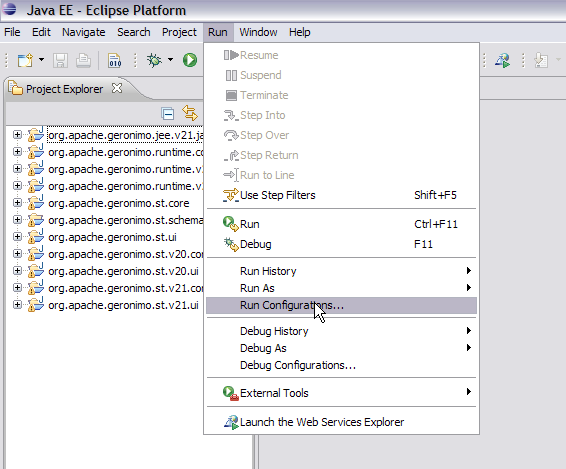 Java EE - Eclipse Platform
File Edit Navigate Search Project Run Window Help
010
Project Explorer
org.apache.geronimo.jee.v21.ja
org.apache.geronimo.runtime.co
org.apache.geronimo.runtime.v1
org.apache.geronimo.runtime.v1
org.apache.geronimo.st.core
org.apache.geronimo.st.schema
org.apache.geronimo.st.ui
org.apache.geronimo.st.v20.cor
org.apache.geronimo.st.v20.ui
org.apache.geronimo.st.v21.cor
org.apache.geronimo.st.v21.ui
Resume
Suspend
Terminate
Step Into
Step Over
Step Return
Run to Line
Use Step Filters Shift+F5
Run Ctrl+F11
Debug F11
Run History
Run As
Run Configurations...
Debug History
Debug As
Debug Configurations...
External Tools
Launch the Web Services Explorer